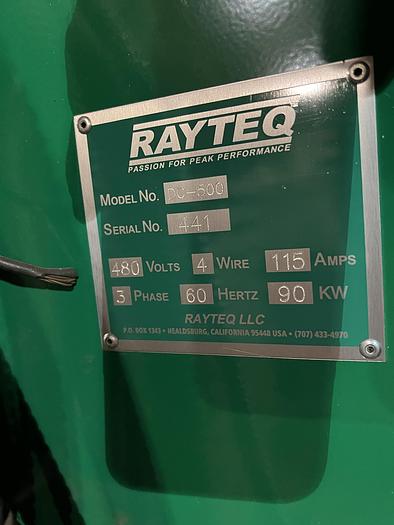 RAYTEQ
PASSION FOR PEAK PERFORMANCE
MODEL NO. DC-500
SERIAL NO. 441
480 VOLTS 4 WIRE 115 AMPS
3 PHASE 60 HERTZ 90 KW
RAYTEQ LLC
P.O. BOX 1343 • HEALDSBURG, CALIFORNIA 95448 USA • (707) 433-4970